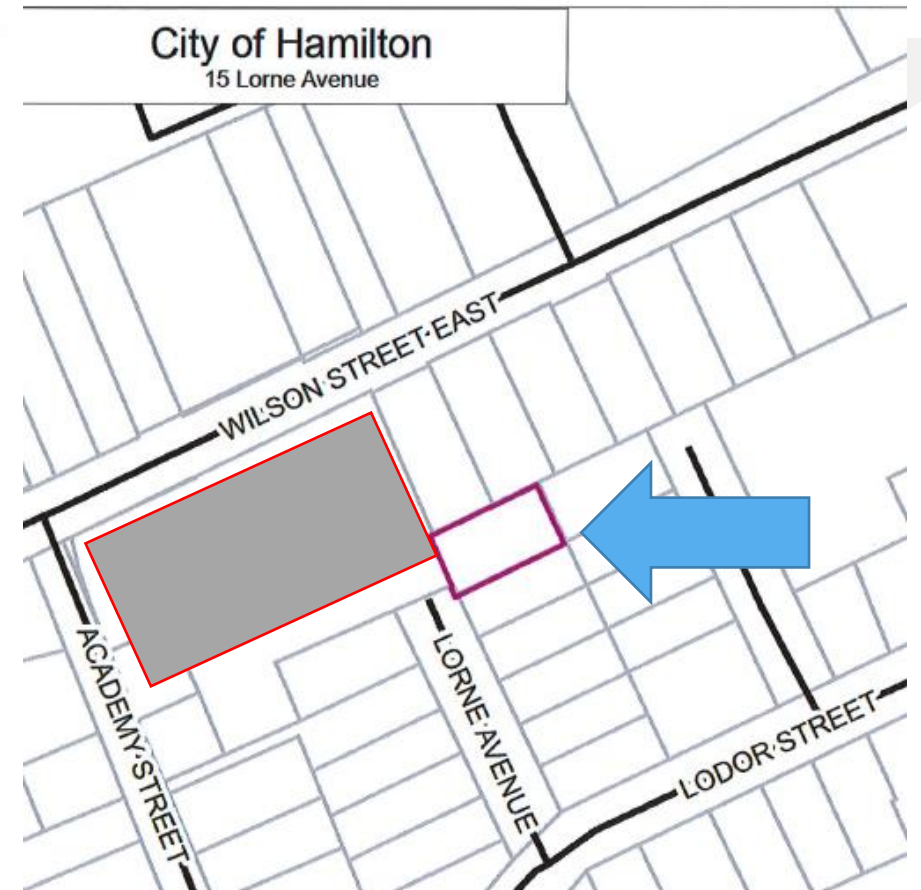 City of Hamilton
15 Lorne Avenue
WILSON STREET EAST
ACADEMY STREET
LORNE AVENUE
LODOR STREET